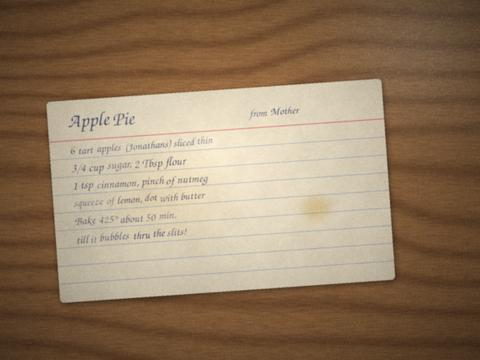 Apple Pie
from Mother
6 tart apples (Jonathans) sliced thin
3/4 cup sugar, 2 Tbsp flour
1 tsp cinnamon, pinch of nutmeg
squeeze of lemon, dot with butter
Bake 425° about 50 min.
till it bubbles thru the slits!